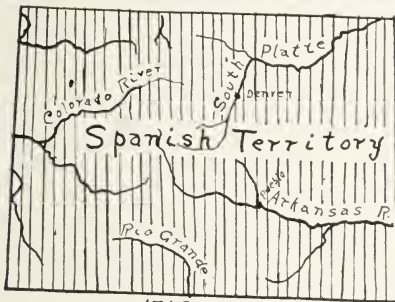 South Platte
Denver
Colorado River
Spanish Territory
Pueblo
Arkansas R.
Rio Grande